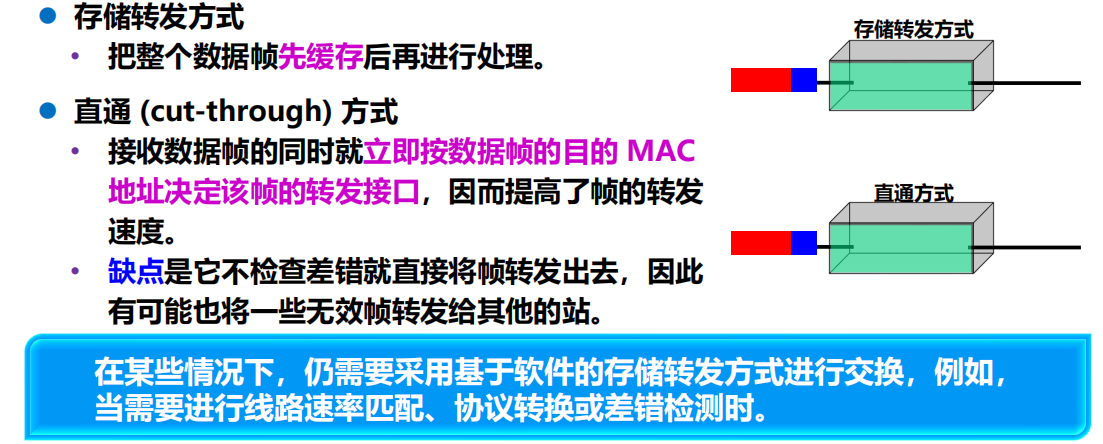 存储转发方式
把整个数据帧先缓存后再进行处理。
直通 (cut-through) 方式
接收数据帧的同时就立即按数据帧的目的 MAC
地址决定该帧的转发接口，因而提高了帧的转发
速度。
缺点是它不检查差错就直接将帧转发出去，因此
有可能也将一些无效帧转发给其他的站。
存储转发方式
直通方式
在某些情况下，仍需要采用基于软件的存储转发方式进行交换，例如，
当需要进行线路速率匹配、协议转换或差错检测时。